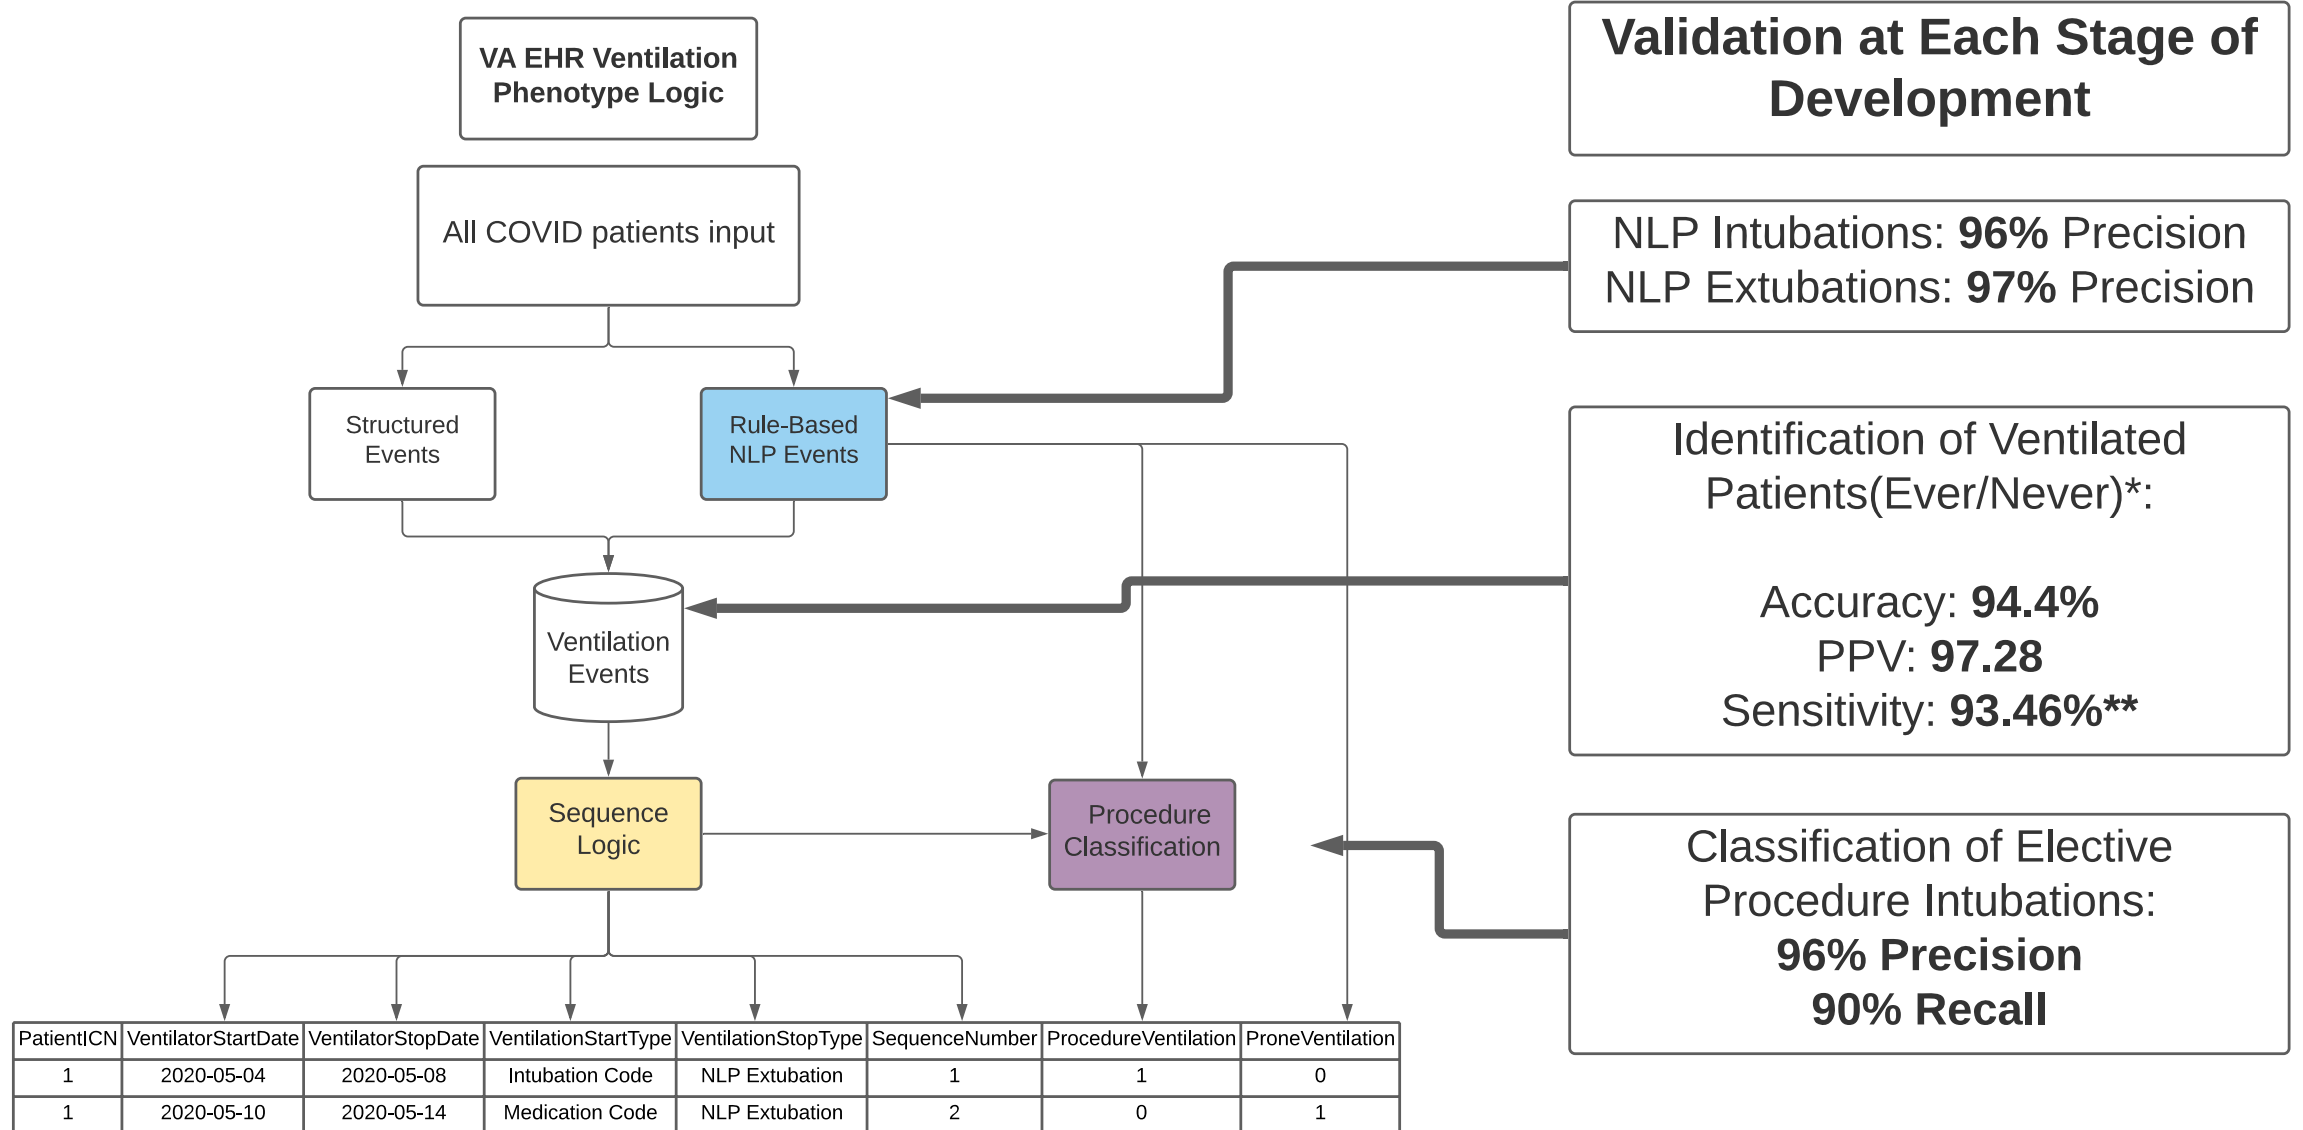 VA EHR Ventilation
Phenotype Logic
All COVID patients input
Structured
Events
Rule-Based
NLP Events
Ventilation
Events
Sequence
Logic
Procedure
Classification
PatientICN VentilatorStartDate VentilatorStopDate VentilationStartType VentilationStopType SequenceNumber ProcedureVentilation ProneVentilation
1 2020-05-04 2020-05-08 Intubation Code NLP Extubation 1 1 0
1 2020-05-10 2020-05-14 Medication Code NLP Extubation 2 0 1
Validation at Each Stage of
Development
NLP Intubations: 96% Precision
NLP Extubations: 97% Precision
Identification of Ventilated
Patients(Ever/Never)*:
Accuracy: 94.4%
PPV: 97.28
Sensitivity: 93.46%**
Classification of Elective
Procedure Intubations:
96% Precision
90% Recall